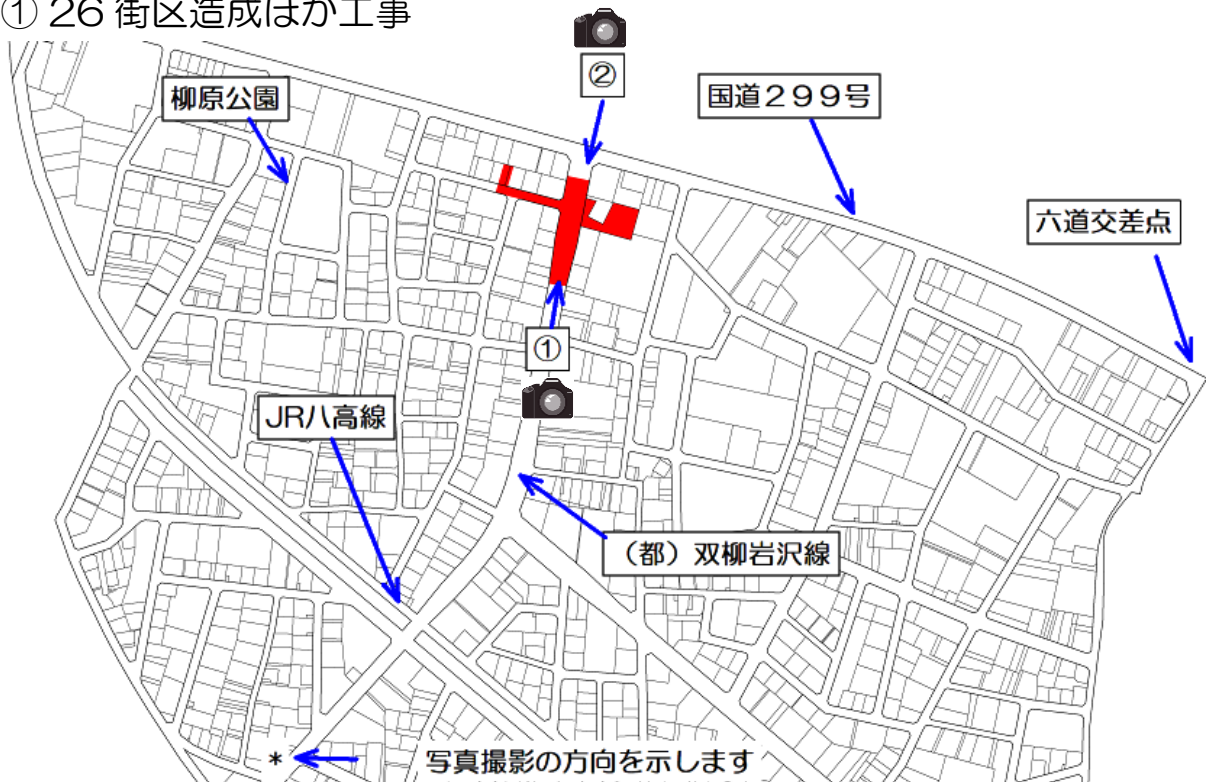 ① 26 街区造成ほか工事
②
柳原公園
国道299号
六道交差点
①
JR八高線
(都)双柳岩沢線
* 写真撮影の方向を示します